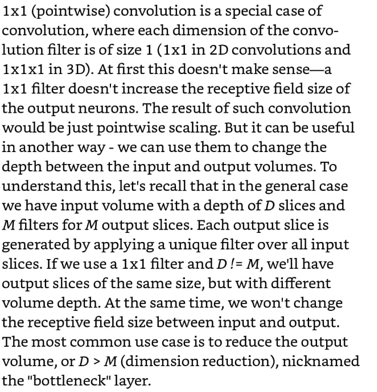 1x1 (pointwise) convolution is a special case of
convolution, where each dimension of the convo-
lution filter is of size 1 (1x1 in 2D convolutions and
1x1x1 in 3D). At first this doesn't make sense—a
1x1 filter doesn't increase the receptive field size of
the output neurons. The result of such convolution
would be just pointwise scaling. But it can be useful
in another way - we can use them to change the
depth between the input and output volumes. To
understand this, let's recall that in the general case
we have input volume with a depth of D slices and
M filters for M output slices. Each output slice is
generated by applying a unique filter over all input
slices. If we use a 1x1 filter and D != M, we'll have
output slices of the same size, but with different
volume depth. At the same time, we won't change
the receptive field size between input and output.
The most common use case is to reduce the output
volume, or D > M (dimension reduction), nicknamed
the "bottleneck" layer.